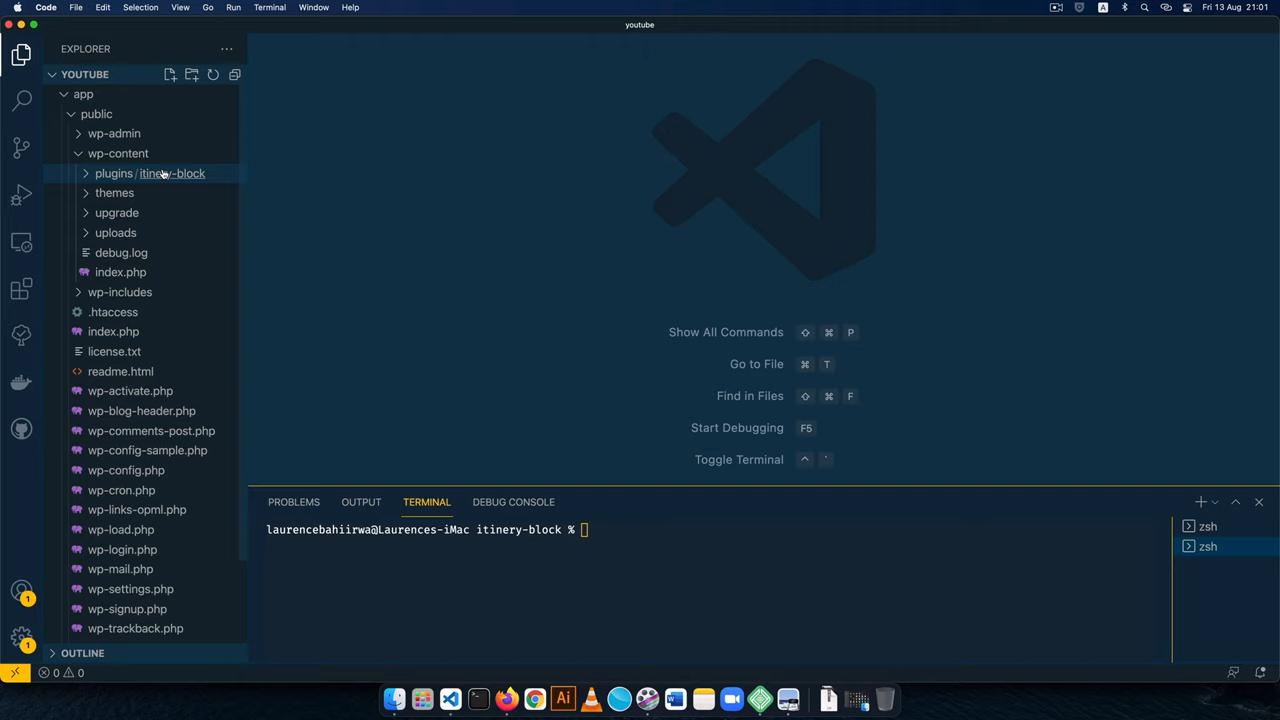 Code File Edit Selection View Go Run Terminal Window Help
A Fri 13 Aug 21:01
youtube
EXPLORER
YOUTUBE
app
public
wp-admin
wp-content
plugins / itinery-block
themes
upgrade
uploads
debug.log
index.php
wp-includes
.htaccess
index.php
license.txt
readme.html
wp-activate.php
wp-blog-header.php
wp-comments-post.php
wp-config-sample.php
wp-config.php
wp-cron.php
wp-links-opml.php
wp-load.php
wp-login.php
wp-mail.php
wp-settings.php
wp-signup.php
wp-trackback.php
OUTLINE
Show All Commands ⇧ ⌘ P
Go to File ⌘ T
Find in Files ⇧ ⌘ F
Start Debugging F5
Toggle Terminal ^ `
PROBLEMS OUTPUT TERMINAL DEBUG CONSOLE
laurencebahiirwa@Laurences-iMac itinery-block %
zsh
zsh
1
1
0 0
Ai
W